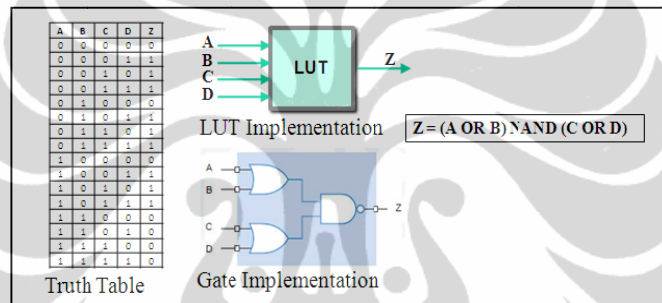 A B C D Z
0 0 0 0 0
0 0 0 1 1
0 0 1 0 1
0 0 1 1 1
0 1 0 0 0
0 1 0 1 1
0 1 1 0 1
0 1 1 1 1
1 0 0 0 0
1 0 0 1 1
1 0 1 0 1
1 0 1 1 1
1 1 0 0 0
1 1 0 1 0
1 1 1 0 0
1 1 1 1 0
Truth Table
A
B
C
D
LUT
Z
LUT Implementation
Z = (A OR B) NAND (C OR D)
A
B
C
D
Z
Gate Implementation